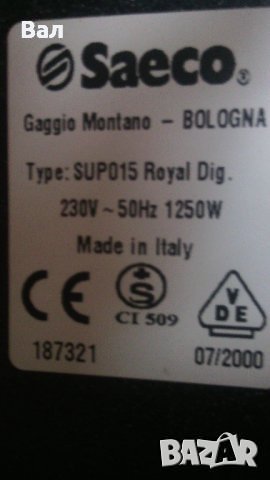 Вал
Saeco®
Gaggio Montano - BOLOGNA
Type: SUP015 Royal Dig.
230V ~ 50Hz 1250W
Made in Italy
CE S VDE
CI 509
187321 07/2000
BAZAR